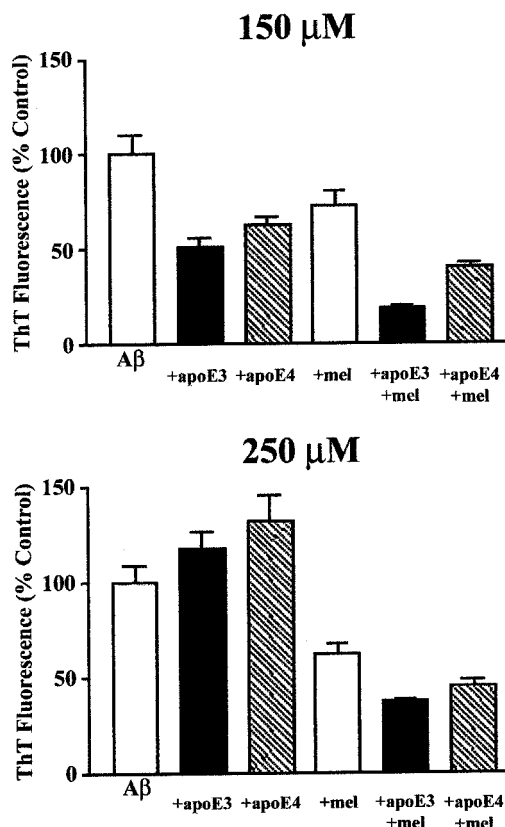 150 μM
ThT Fluorescence (% Control)
150
100
50
0
Aβ
+apoE3
+apoE4
+mel
+apoE3
+mel
+apoE4
+mel
250 μM
ThT Fluorescence (% Control)
150
100
50
0
Aβ
+apoE3
+apoE4
+mel
+apoE3
+mel
+apoE4
+mel